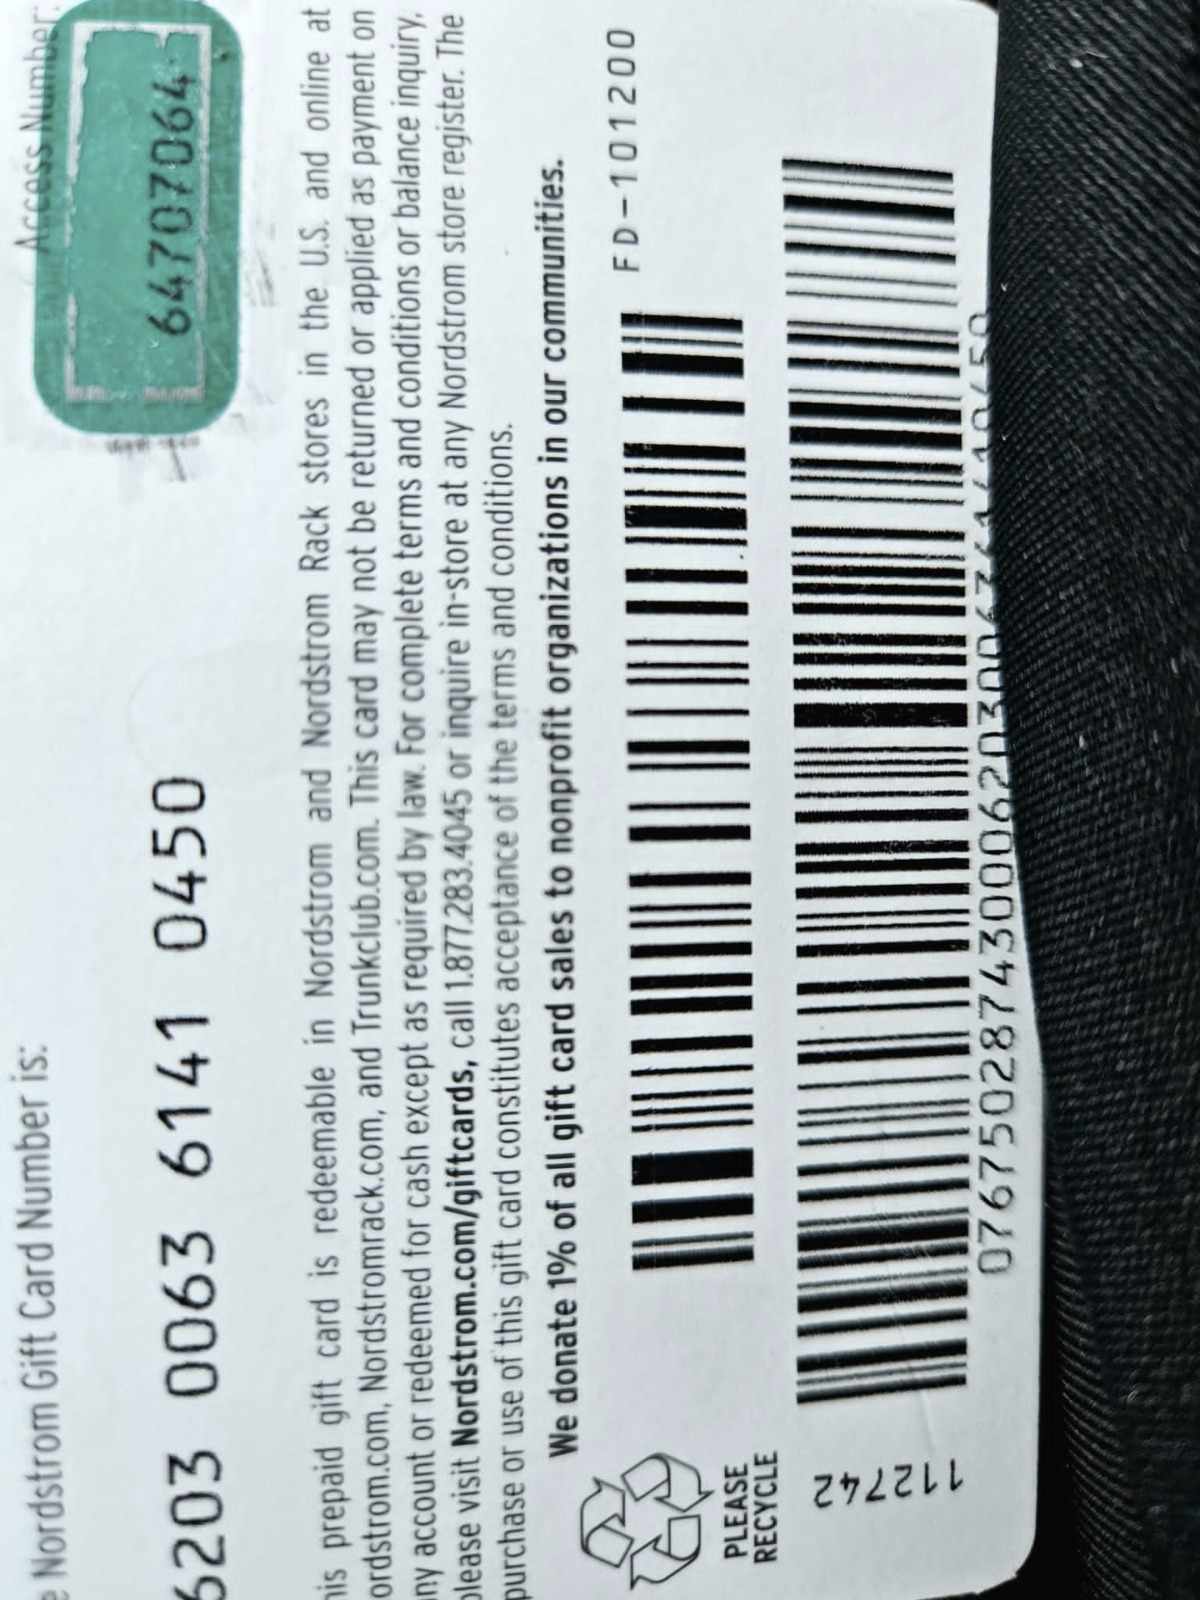 Access Number:
64707064
e Nordstrom Gift Card Number is:
6203 0063 6141 0450
his prepaid gift card is redeemable in Nordstrom and Nordstrom Rack stores in the U.S. and online at
ordstrom.com, Nordstromrack.com, and Trunkclub.com. This card may not be returned or applied as payment on
ny account or redeemed for cash except as required by law. For complete terms and conditions or balance inquiry,
please visit Nordstrom.com/giftcards, call 1.877.283.4045 or inquire in-store at any Nordstrom store register. The
purchase or use of this gift card constitutes acceptance of the terms and conditions.
We donate 1% of all gift card sales to nonprofit organizations in our communities.
FD-101200
PLEASE
RECYCLE
112742
076750287430006203006361410450